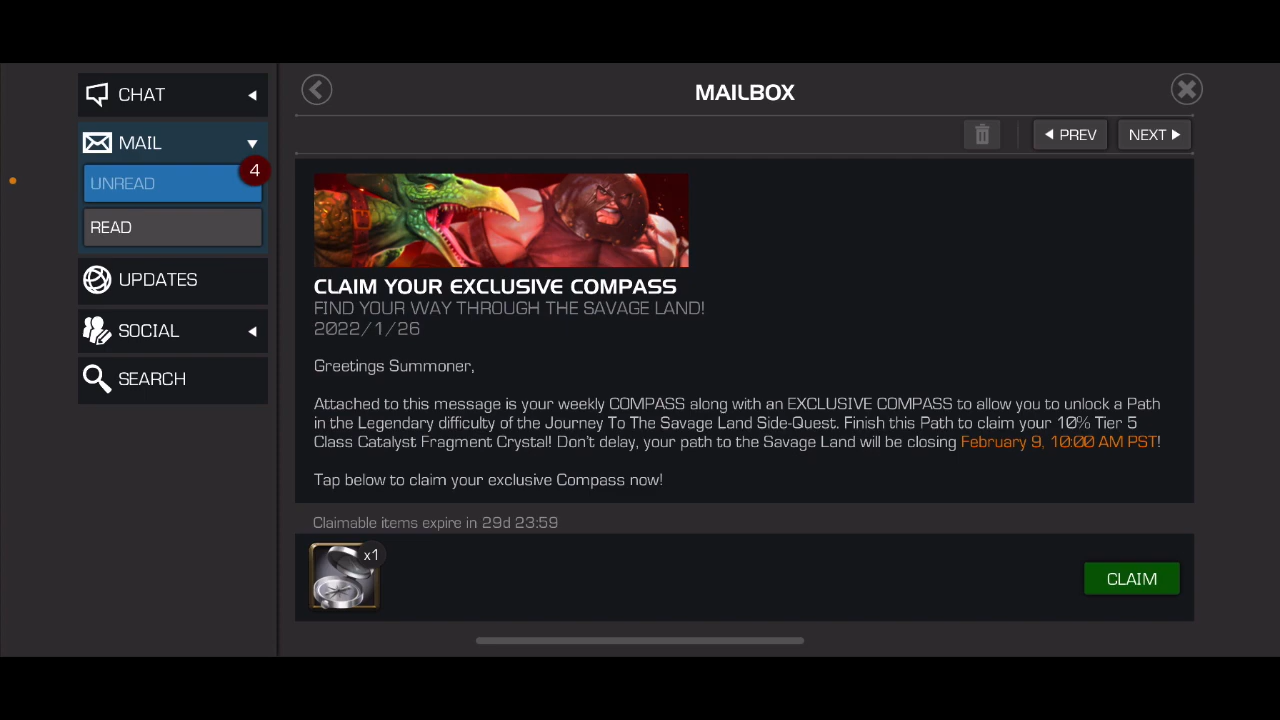 CHAT
MAIL
UNREAD
4
READ
UPDATES
SOCIAL
SEARCH
MAILBOX
PREV
NEXT
CLAIM YOUR EXCLUSIVE COMPASS
FIND YOUR WAY THROUGH THE SAVAGE LAND!
2022/1/26
Greetings Summoner,
Attached to this message is your weekly COMPASS along with an EXCLUSIVE COMPASS to allow you to unlock a Path
in the Legendary difficulty of the Journey To The Savage Land Side-Quest. Finish this Path to claim your 10% Tier 5
Class Catalyst Fragment Crystal! Don't delay, your path to the Savage Land will be closing February 9, 10:00 AM PST!
Tap below to claim your exclusive Compass now!
Claimable items expire in 29d 23:59
x1
CLAIM